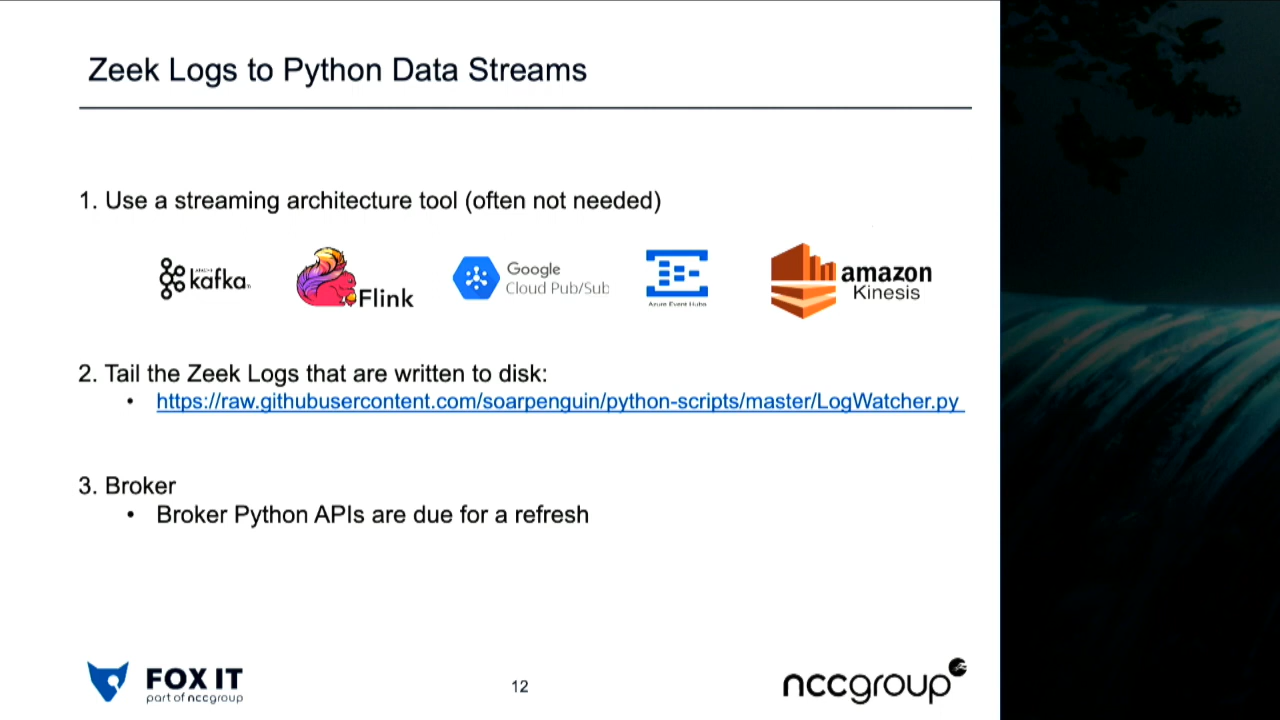 Zeek Logs to Python Data Streams
1. Use a streaming architecture tool (often not needed)
kafka
Flink
Google
Cloud Pub/Sub
Azure Event Hubs
amazon
Kinesis
2. Tail the Zeek Logs that are written to disk:
• https://raw.githubusercontent.com/soarpenguin/python-scripts/master/LogWatcher.py
3. Broker
• Broker Python APIs are due for a refresh
FOX IT
part of nccgroup
12
nccgroup